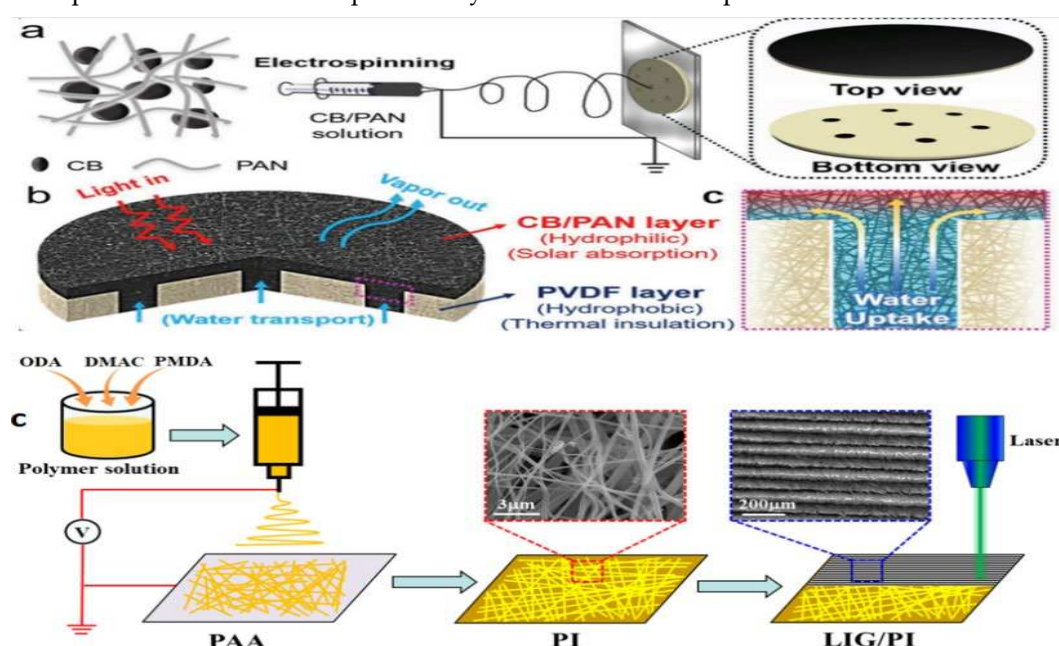 a
Electrospinning
CB/PAN
solution
Top view
Bottom view
CB
PAN
b
Light in
Vapor out
CB/PAN layer
(Hydrophilic)
(Solar absorption)
PVDF layer
(Hydrophobic)
(Thermal insulation)
(Water transport)
c
Water
Uptake
ODA DMAC PMDA
c
Polymer solution
V
3μm
200μm
Laser
PAA
PI
LIG/PI